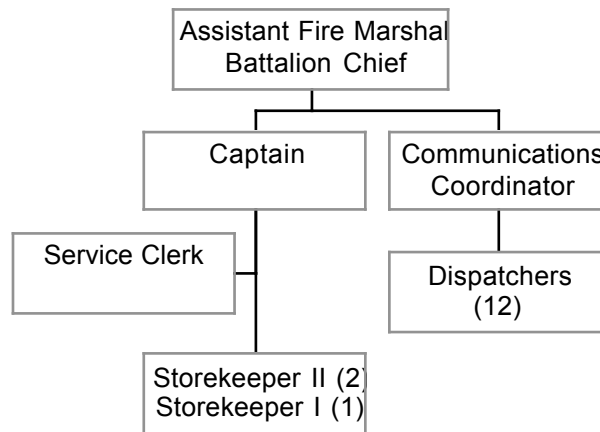 Assistant Fire Marshal
Battalion Chief
Captain
Communications
Coordinator
Service Clerk
Dispatchers
(12)
Storekeeper II (2)
Storekeeper I (1)